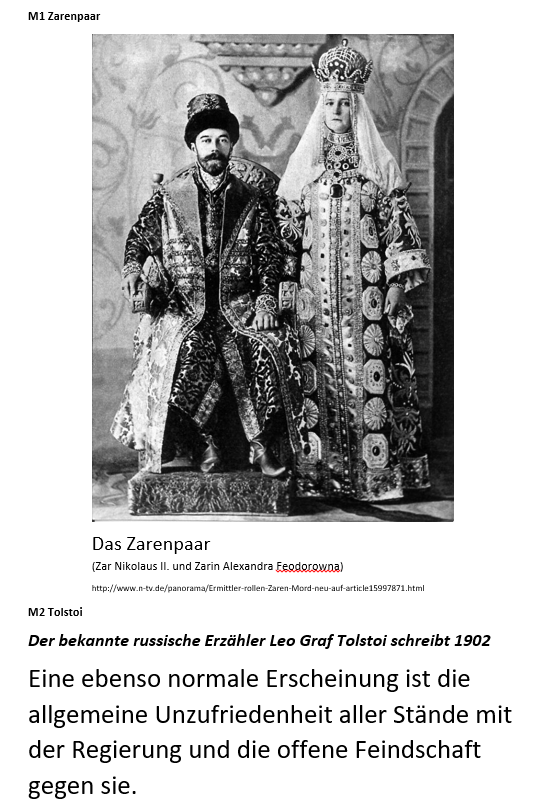 M1 Zarenpaar
Das Zarenpaar
(Zar Nikolaus II. und Zarin Alexandra Feodorowna)
http://www.n-tv.de/panorama/Ermittler-rollen-Zaren-Mord-neu-auf-article15997871.html
M2 Tolstoi
Der bekannte russische Erzähler Leo Graf Tolstoi schreibt 1902
Eine ebenso normale Erscheinung ist die
allgemeine Unzufriedenheit aller Stände mit
der Regierung und die offene Feindschaft
gegen sie.